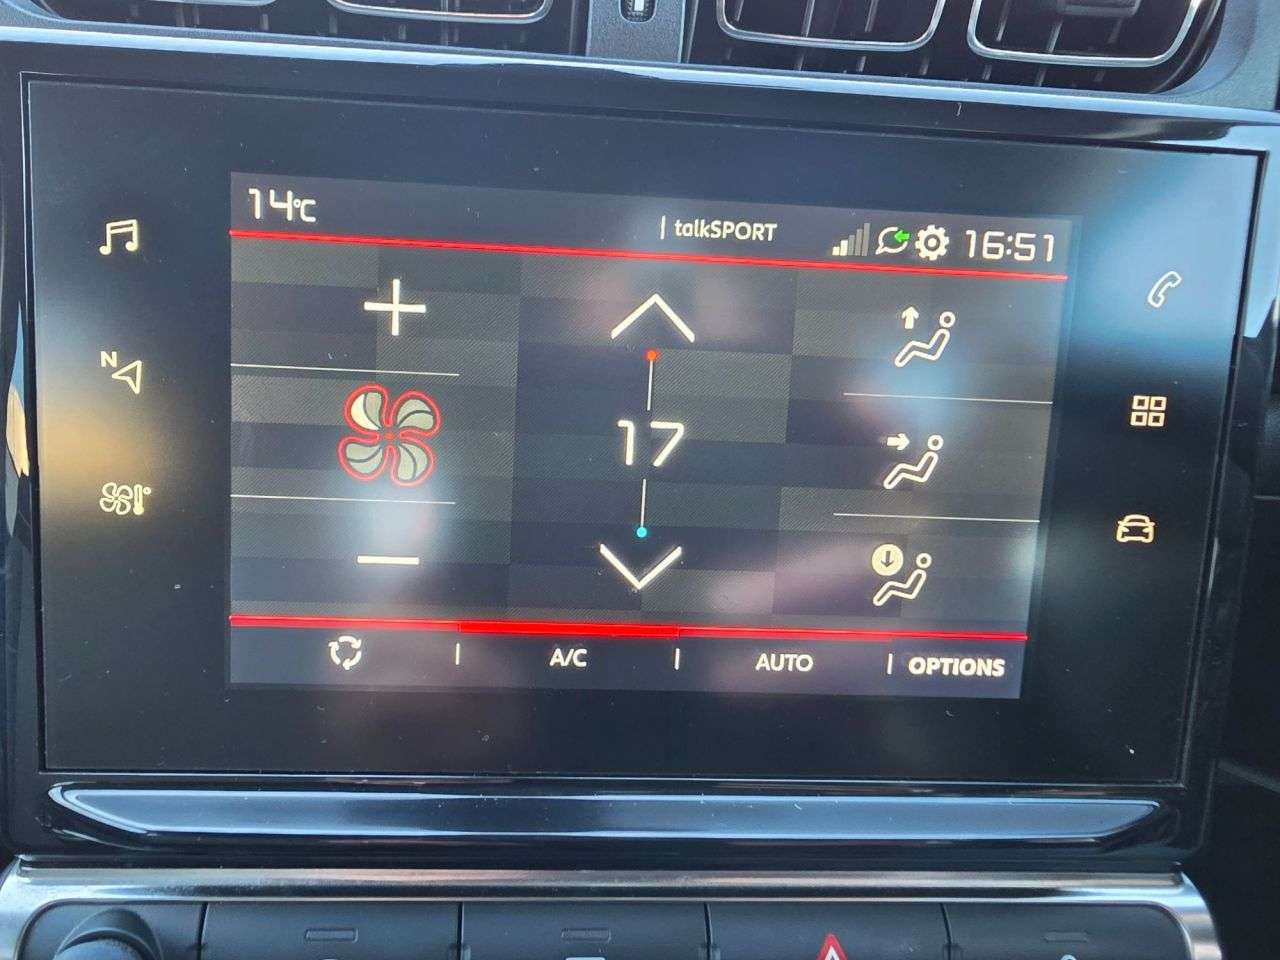 14°C
| talkSPORT
16:51
N
17
A/C | AUTO | OPTIONS